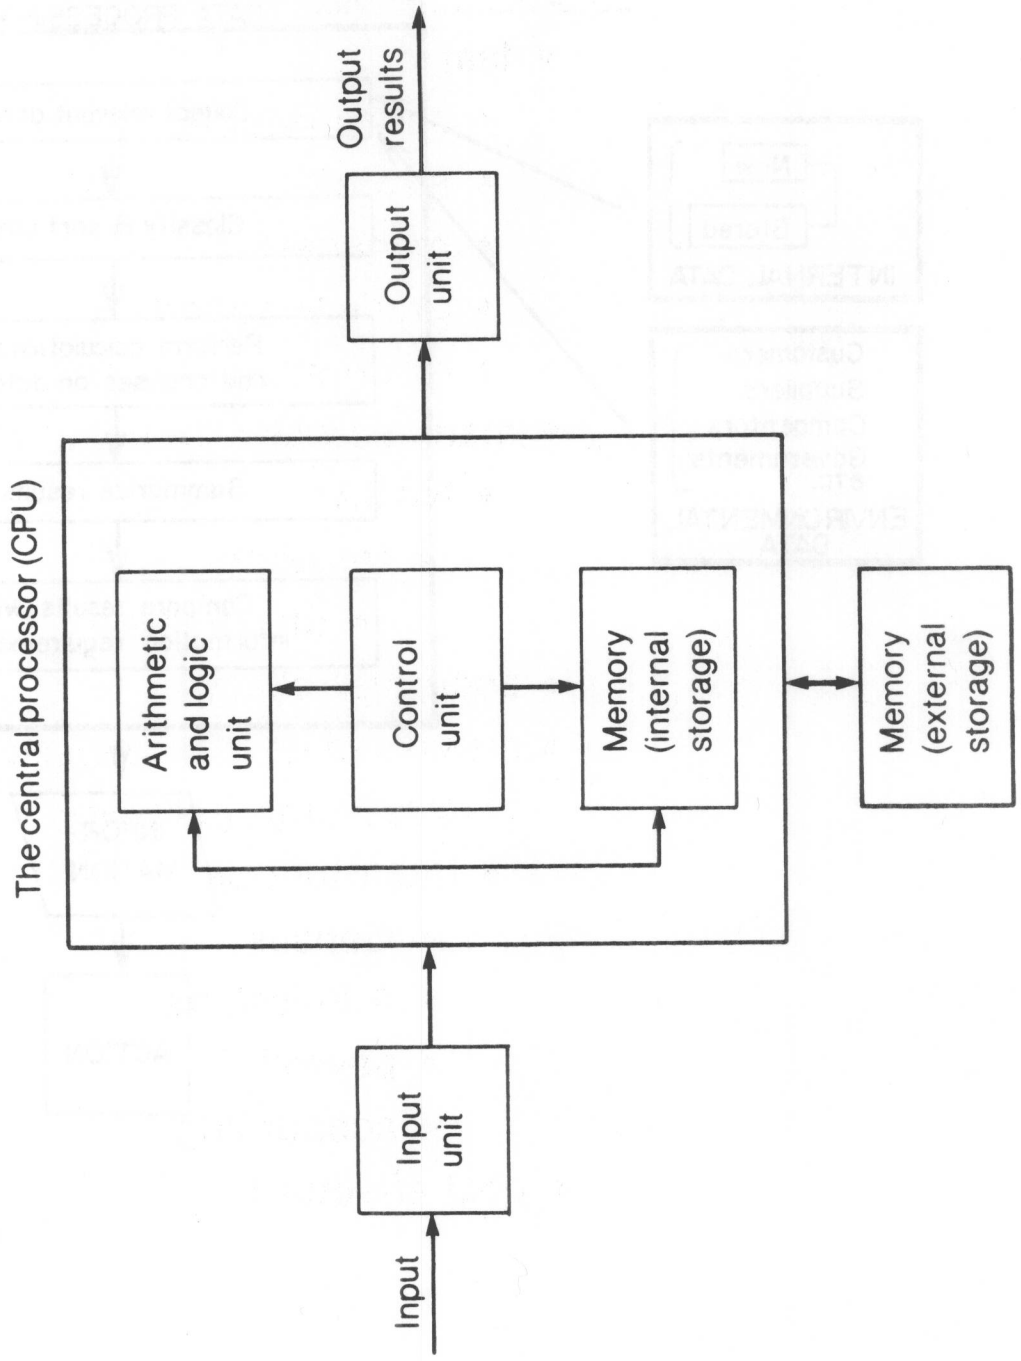 The central processor (CPU)
Arithmetic
and logic
unit
Input
Input
unit
Control
unit
Output
unit
Output
results
Memory
(internal
storage)
Memory
(external
storage)